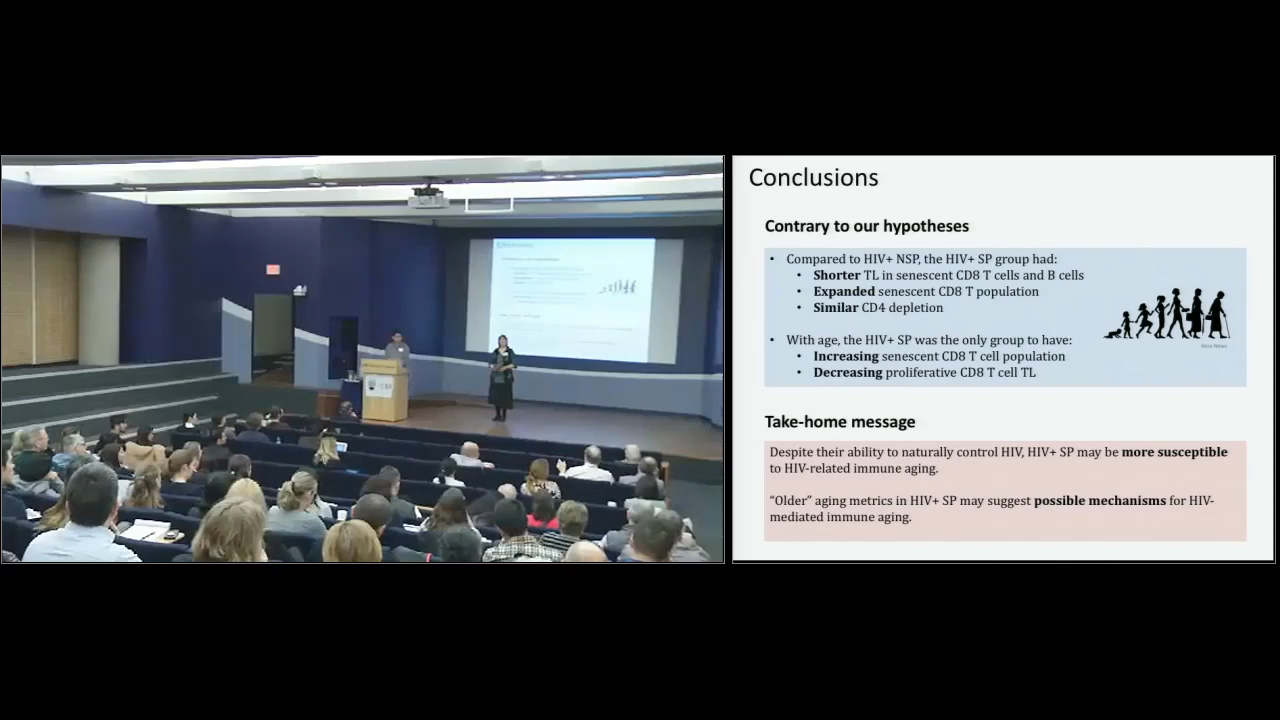 Conclusions
Contrary to our hypotheses
• Compared to HIV+ NSP, the HIV+ SP group had:
• Shorter TL in senescent CD8 T cells and B cells
• Expanded senescent CD8 T population
• Similar CD4 depletion
• With age, the HIV+ SP was the only group to have:
• Increasing senescent CD8 T cell population
• Decreasing proliferative CD8 T cell TL
Take-home message
Despite their ability to naturally control HIV, HIV+ SP may be more susceptible
to HIV-related immune aging.
“Older” aging metrics in HIV+ SP may suggest possible mechanisms for HIV-
mediated immune aging.